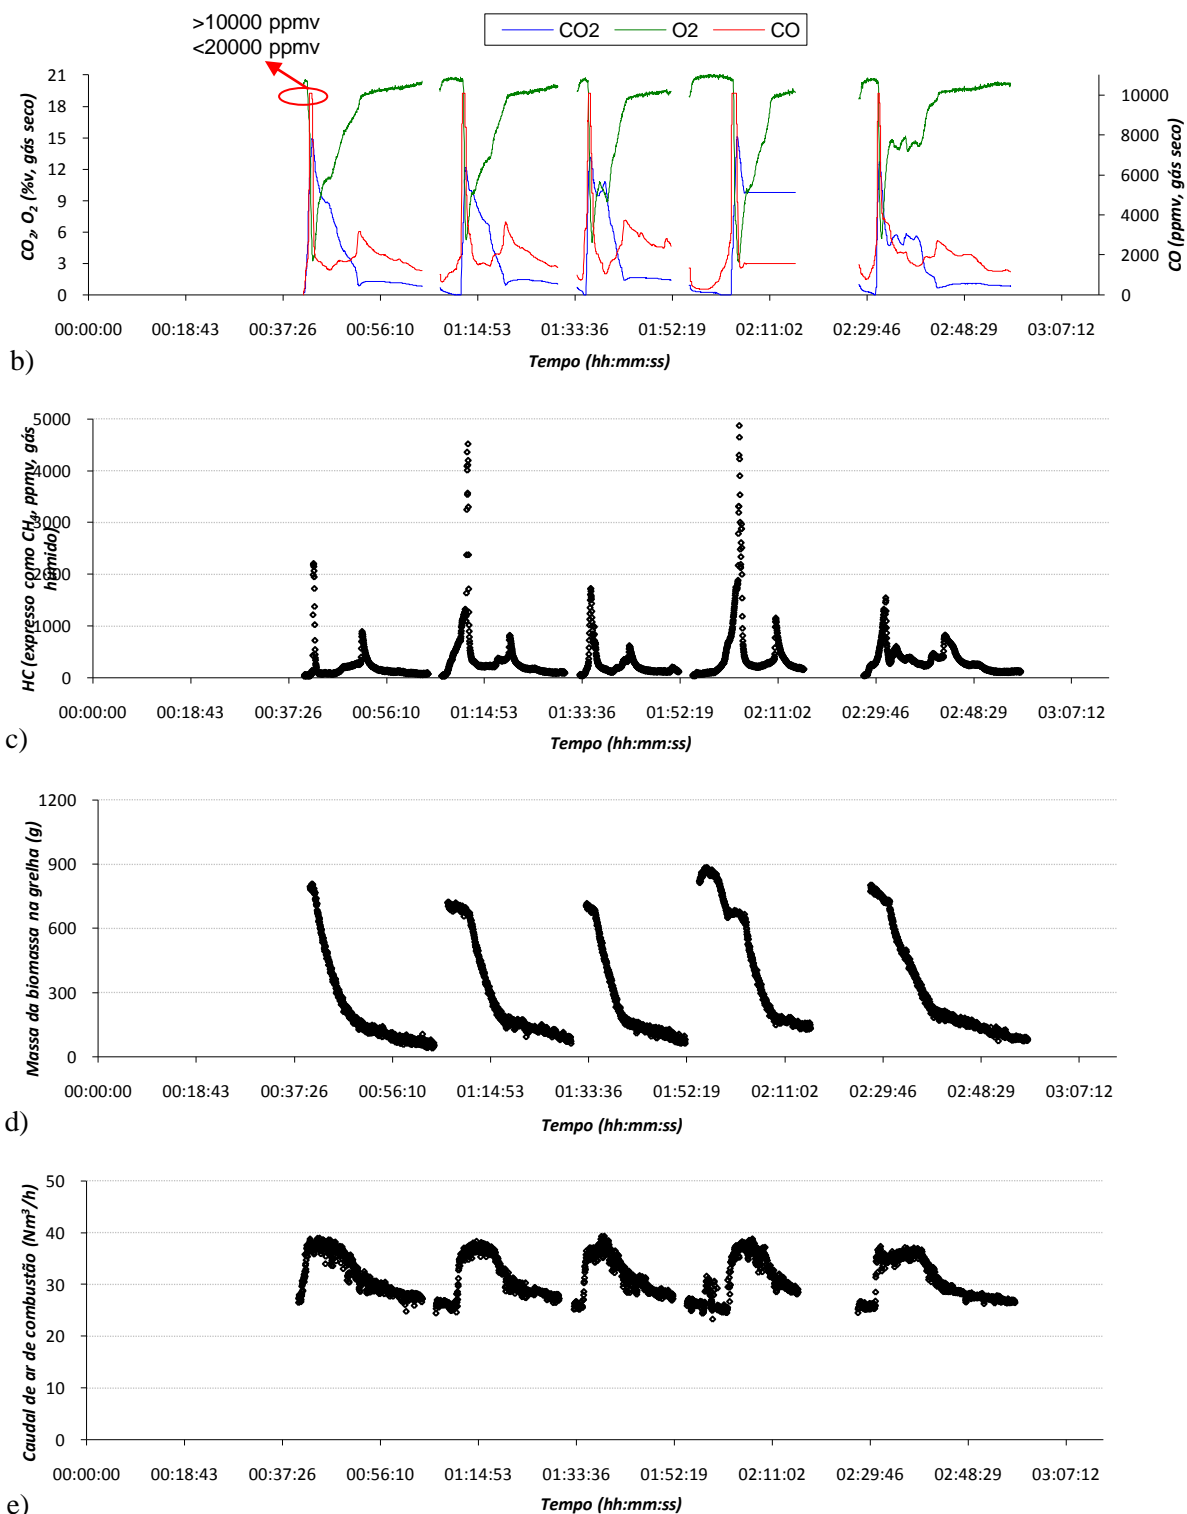 >10000 ppmv
<20000 ppmv
CO2 O2 CO
21
18
15
12
9
6
3
0
CO₂, O₂ (%v, gás seco)
10000
8000
6000
4000
2000
0
CO (ppmv, gás seco)
00:00:00 00:18:43 00:37:26 00:56:10 01:14:53 01:33:36 01:52:19 02:11:02 02:29:46 02:48:29 03:07:12
Tempo (hh:mm:ss)
b)
5000
4000
3000
2000
1000
0
HC (expresso como CH₄, ppmv, gás
húmido)
00:00:00 00:18:43 00:37:26 00:56:10 01:14:53 01:33:36 01:52:19 02:11:02 02:29:46 02:48:29 03:07:12
Tempo (hh:mm:ss)
c)
1200
900
600
300
0
Massa da biomassa na grelha (g)
00:00:00 00:18:43 00:37:26 00:56:10 01:14:53 01:33:36 01:52:19 02:11:02 02:29:46 02:48:29 03:07:12
Tempo (hh:mm:ss)
d)
50
40
30
20
10
0
Caudal de ar de combustão (Nm³/h)
00:00:00 00:18:43 00:37:26 00:56:10 01:14:53 01:33:36 01:52:19 02:11:02 02:29:46 02:48:29 03:07:12
Tempo (hh:mm:ss)
e)